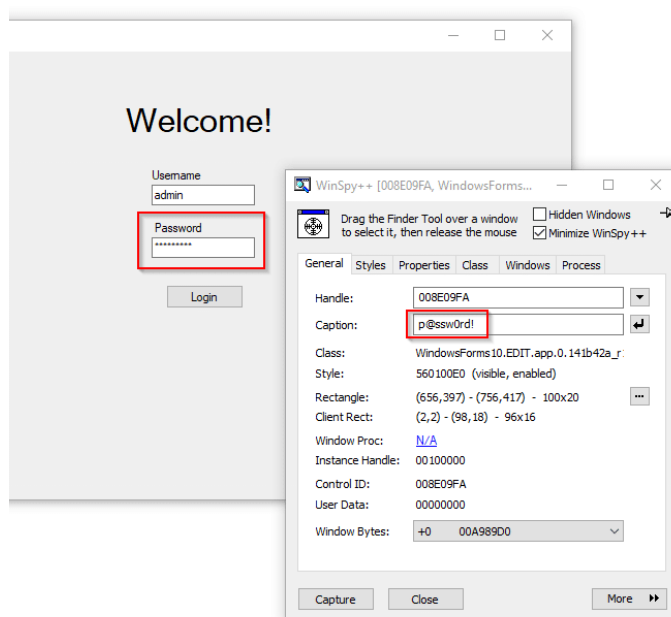 Welcome!
Username
admin
Password
*********
Login
WinSpy++ [008E09FA, WindowsForms...
Drag the Finder Tool over a window
to select it, then release the mouse
Hidden Windows
Minimize WinSpy++
General Styles Properties Class Windows Process
Handle: 008E09FA
Caption: p@ssw0rd!
Class: WindowsForms10.EDIT.app.0.141b42a_r
Style: 560100E0 (visible, enabled)
Rectangle: (656,397) - (756,417) - 100x20
...
Client Rect: (2,2) - (98,18) - 96x16
Window Proc: N/A
Instance Handle: 00100000
Control ID: 008E09FA
User Data: 00000000
Window Bytes: +0 00A989D0
Capture Close More